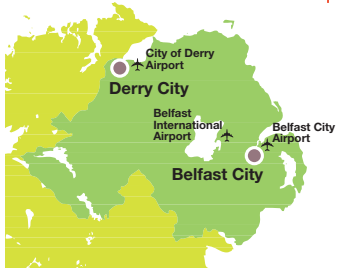 City of Derry
Airport
Derry City
Belfast
International
Airport
Belfast City
Airport
Belfast City